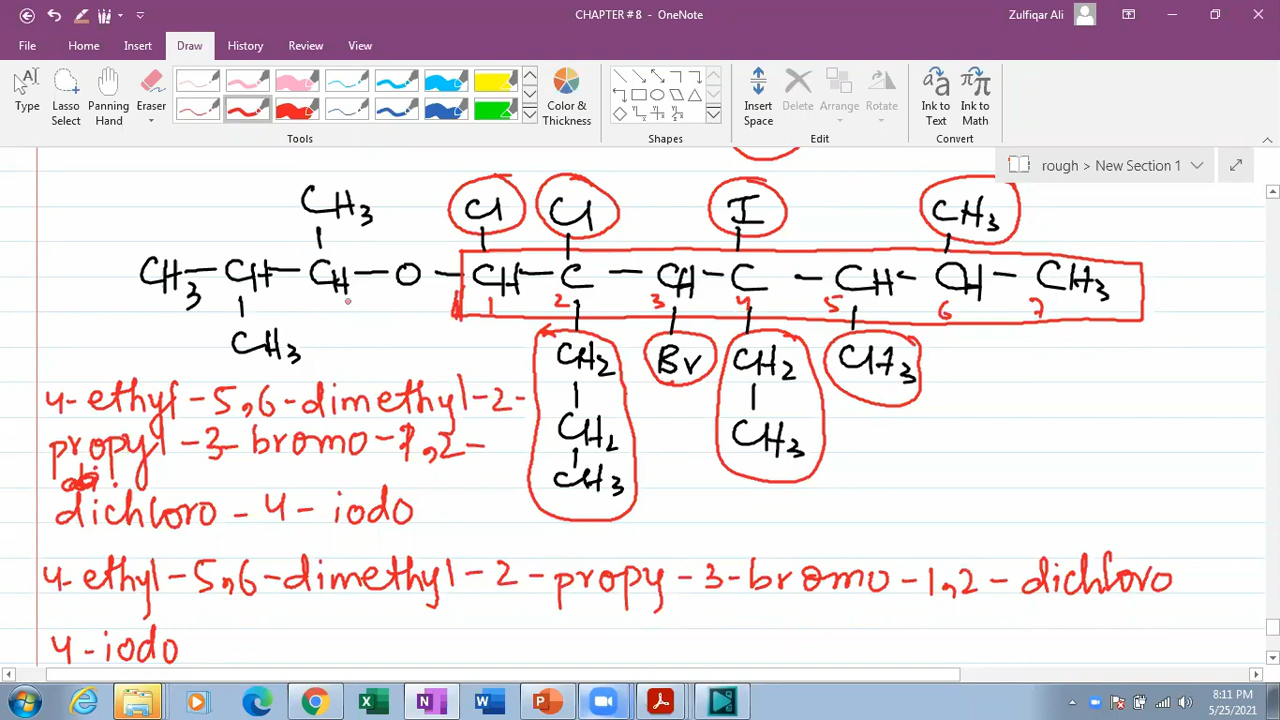 CHAPTER # 8 - OneNote
Zulfiqar Ali
File Home Insert Draw History Review View
Type Lasso Select Panning Hand Eraser
Color & Thickness
Insert Space Delete Arrange Rotate
Ink to Text Ink to Math
Tools Shapes Edit Convert
rough > New Section 1
CH3 Cl Cl I CH3
CH3 - CH - CH - O - CH - C - CH - C - CH - CH - CH3
1 2 3 4 5 6 7
CH3 CH2 Br CH2 CH3
CH2 CH3
CH3
4-ethyl-5,6-dimethyl-2-
propyl-3-bromo-1,2-
di
dichloro-4-iodo
4-ethyl-5,6-dimethyl-2-propy-3-bromo-1,2-dichloro
4-iodo
8:11 PM
5/25/2021